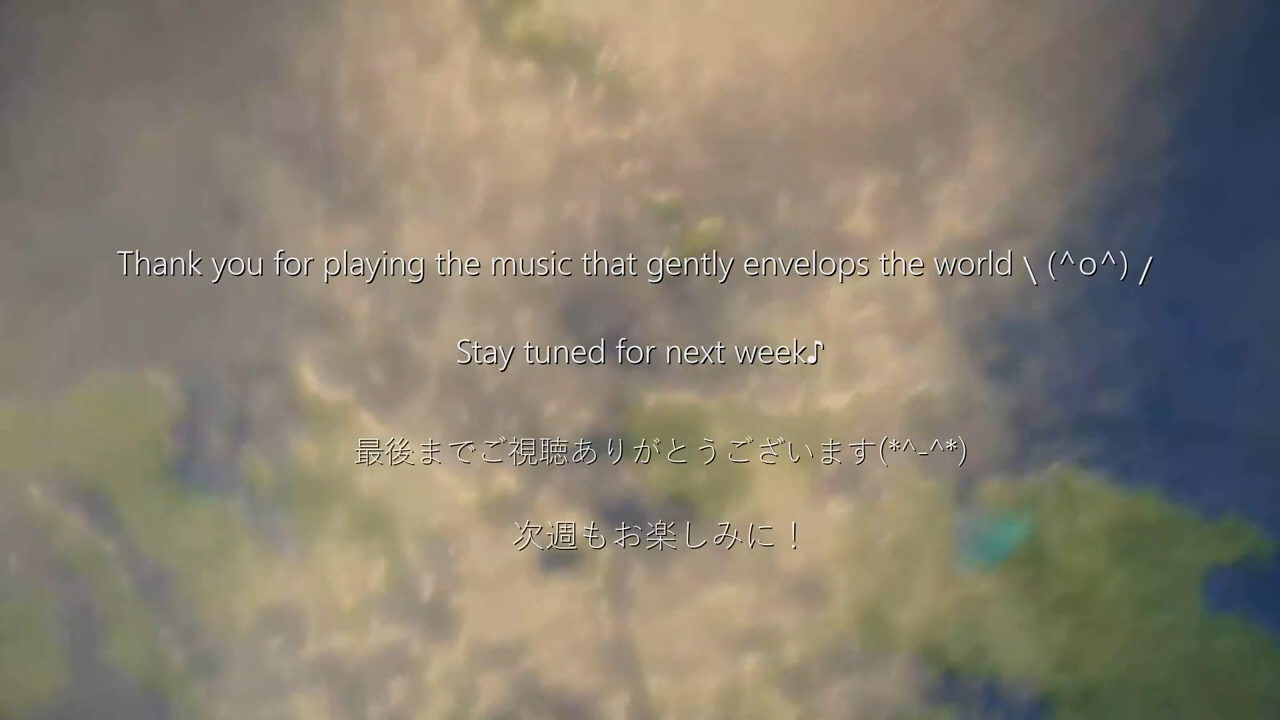 Thank you for playing the music that gently envelops the world \ (^o^) /
Stay tuned for next week♪
最後までご視聴ありがとうございます(*^-^*)
次週もお楽しみに！